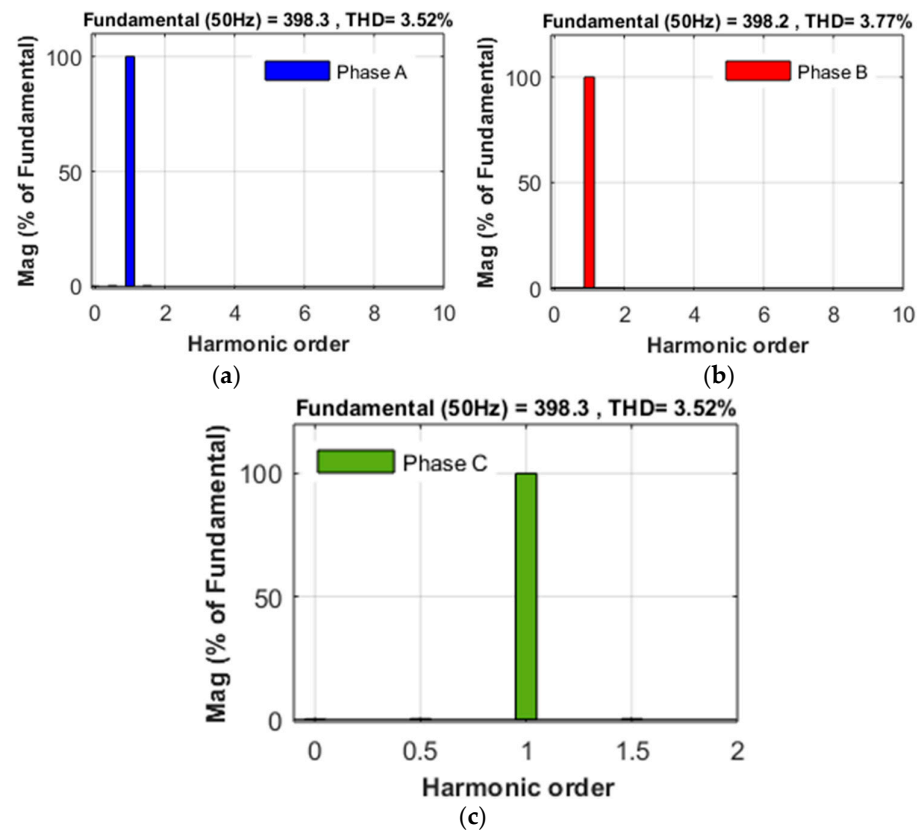 Fundamental (50Hz) = 398.3 , THD= 3.52%
Mag (% of Fundamental)
100
50
0
Phase A
0 2 4 6 8 10
Harmonic order
(a)
Fundamental (50Hz) = 398.2 , THD= 3.77%
Mag (% of Fundamental)
100
50
0
Phase B
0 2 4 6 8 10
Harmonic order
(b)
Fundamental (50Hz) = 398.3 , THD= 3.52%
Mag (% of Fundamental)
100
50
0
Phase C
0 0.5 1 1.5 2
Harmonic order
(c)